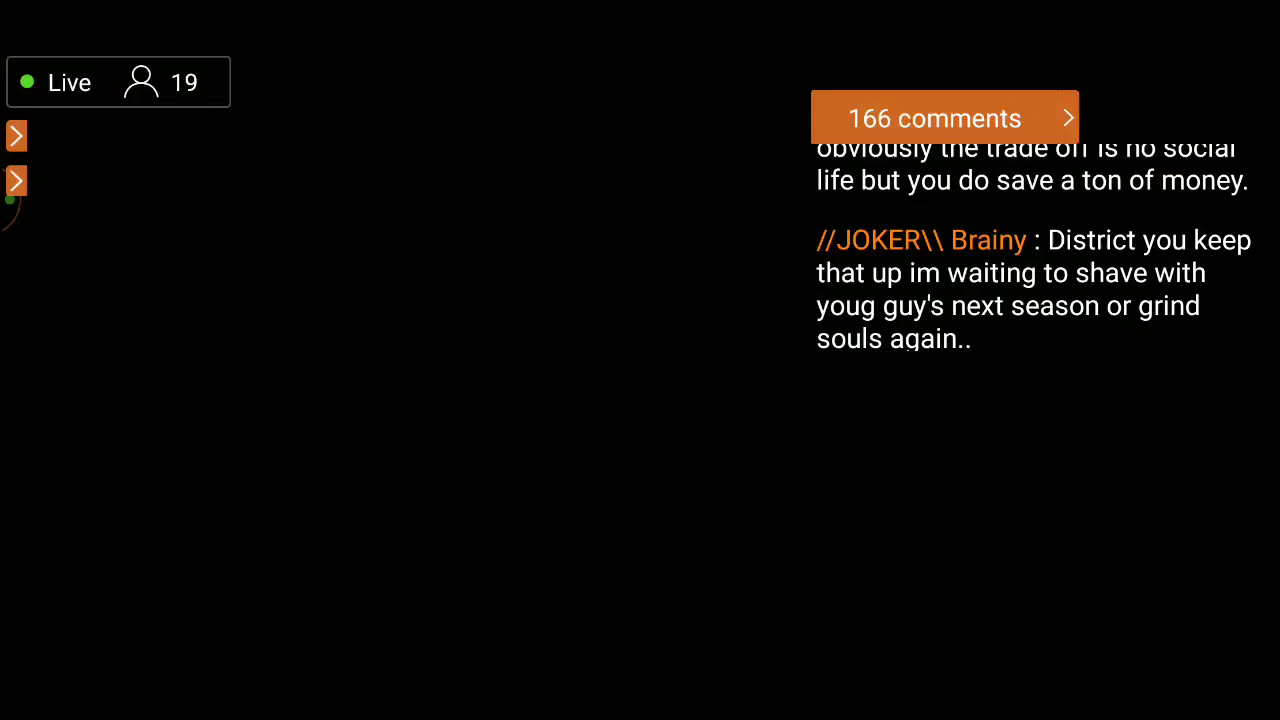 Live 19
166 comments
obviously the trade off is no social
life but you do save a ton of money.
//JOKER\\ Brainy : District you keep
that up im waiting to shave with
youg guy's next season or grind
souls again..